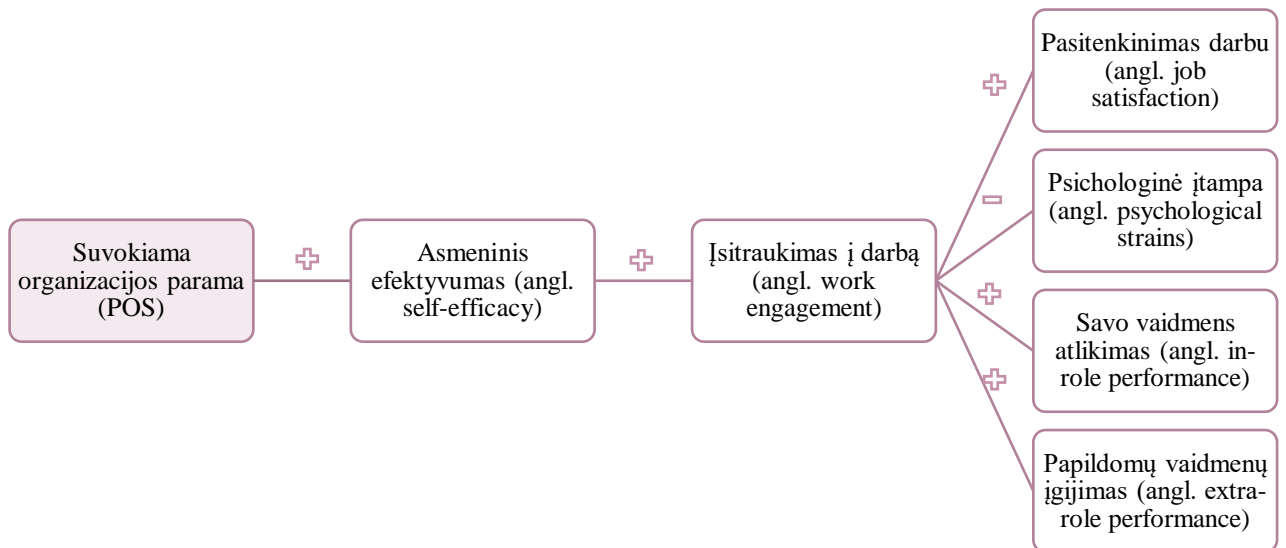 Suvokiama
organizacijos parama
(POS)
Asmeninis
efektyvumas (angl.
self-efficacy)
Įsitraukimas į darbą
(angl. work
engagement)
Pasitenkinimas darbu
(angl. job
satisfaction)
Psichologinė įtampa
(angl. psychological
strains)
Savo vaidmens
atlikimas (angl. in-
role performance)
Papildomų vaidmenų
įgijimas (angl. extra-
role performance)